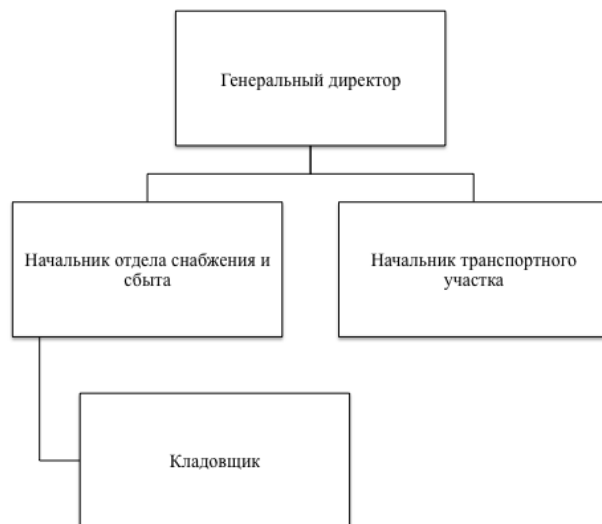 Генеральный директор
Начальник отдела снабжения и
сбыта
Начальник транспортного
участка
Кладовщик